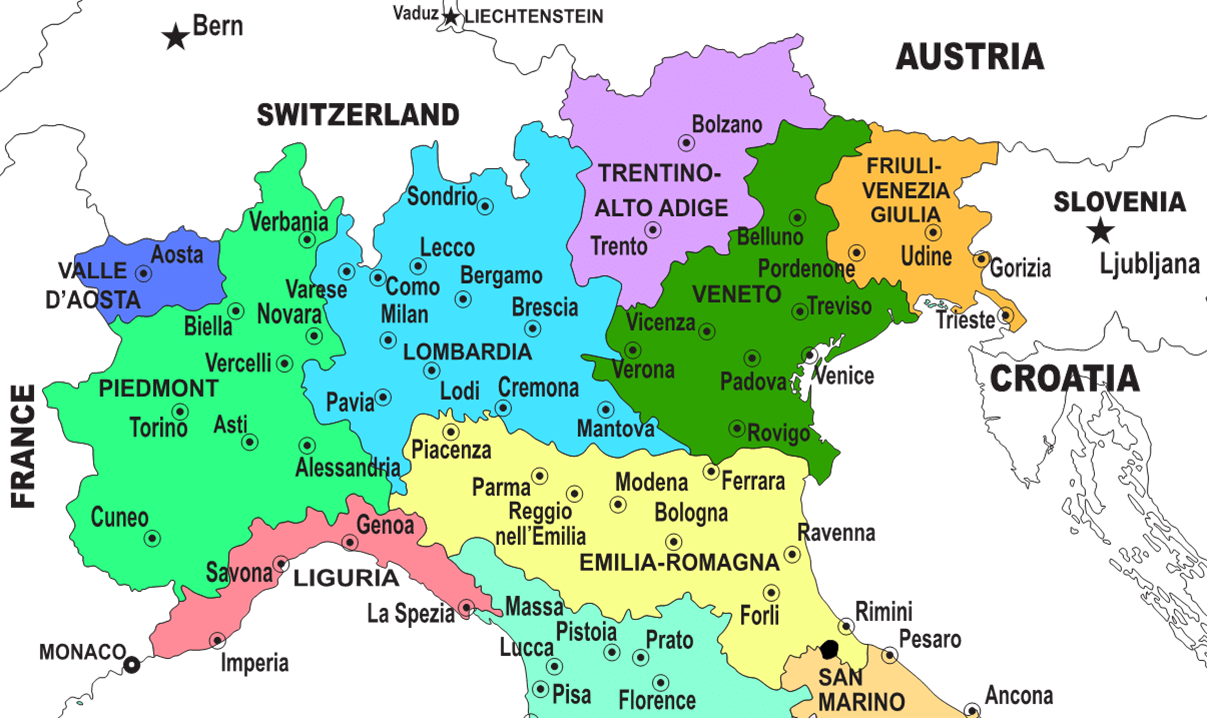 Vaduz
LIECHTENSTEIN
Bern
AUSTRIA
SWITZERLAND
Bolzano
TRENTINO-
ALTO ADIGE
Trento
FRIULI-
VENEZIA
GIULIA
Udine
Pordenone
Gorizia
Trieste
SLOVENIA
Ljubljana
CROATIA
Sondrio
Verbania
Lecco
Bergamo
Varese
Como
Milan
Brescia
LOMBARDIA
Lodi
Cremona
Pavia
Mantova
Aosta
VALLE
D'AOSTA
Biella
Novara
Vercelli
PIEDMONT
Torino
Asti
Alessandria
Cuneo
FRANCE
Belluno
VENETO
Treviso
Vicenza
Verona
Padova
Venice
Rovigo
Piacenza
Parma
Reggio
nell'Emilia
Modena
Bologna
Ferrara
EMILIA-ROMAGNA
Ravenna
Forli
Rimini
Pesaro
SAN
MARINO
Ancona
Genoa
Savona
LIGURIA
La Spezia
Imperia
MONACO
Massa
Pistoia
Prato
Lucca
Pisa
Florence